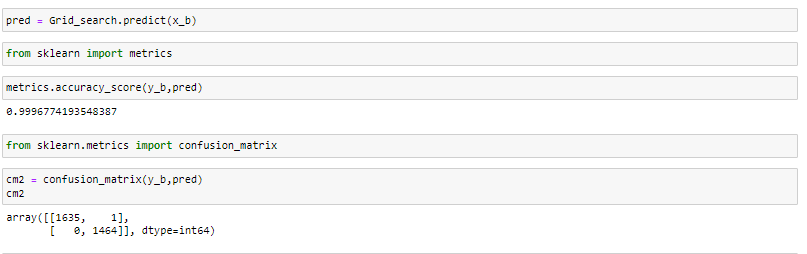 pred = Grid_search.predict(x_b)
from sklearn import metrics
metrics.accuracy_score(y_b,pred)
0.9996774193548387
from sklearn.metrics import confusion_matrix
cm2 = confusion_matrix(y_b,pred)
cm2
array([[1635,    1],
       [   0, 1464]], dtype=int64)